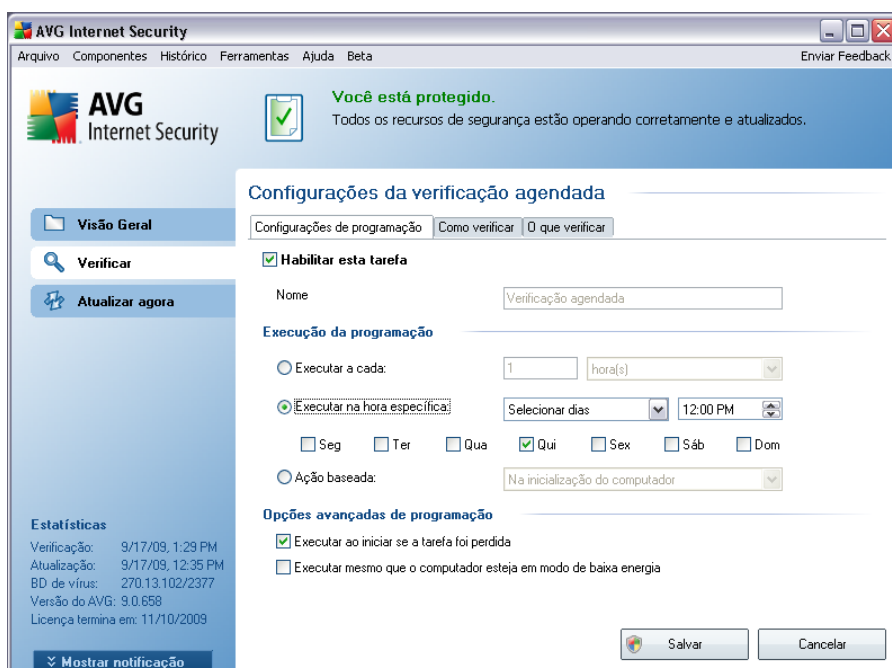 AVG Internet Security
Arquivo Componentes Histórico Ferramentas Ajuda Beta Enviar Feedback
AVG
Internet Security
Você está protegido.
Todos os recursos de segurança estão operando corretamente e atualizados.
Visão Geral
Verificar
Atualizar agora
Configurações da verificação agendada
Configurações de programação Como verificar O que verificar
Habilitar esta tarefa
Nome Verificação agendada
Execução da programação
Executar a cada: 1 hora(s)
Executar na hora específica: Selecionar dias 12:00 PM
Seg Ter Qua Qui Sex Sáb Dom
Ação baseada: Na inicialização do computador
Opções avançadas de programação
Executar ao iniciar se a tarefa foi perdida
Executar mesmo que o computador esteja em modo de baixa energia
Estatísticas
Verificação: 9/17/09, 1:29 PM
Atualização: 9/17/09, 12:35 PM
BD de vírus: 270.13.102/2377
Versão do AVG: 9.0.658
Licença termina em: 11/10/2009
Mostrar notificação
Salvar Cancelar